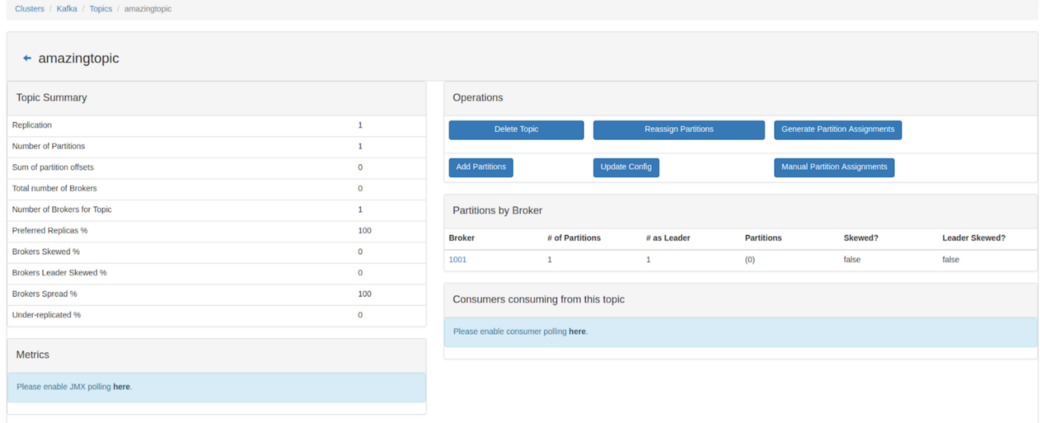 Clusters / Kafka / Topics / amazingtopic
← amazingtopic
Topic Summary
Replication 1
Number of Partitions 1
Sum of partition offsets 0
Total number of Brokers 0
Number of Brokers for Topic 1
Preferred Replicas % 100
Brokers Skewed % 0
Brokers Leader Skewed % 0
Brokers Spread % 100
Under-replicated % 0
Metrics
Please enable JMX polling here.
Operations
Delete Topic Reassign Partitions Generate Partition Assignments
Add Partitions Update Config Manual Partition Assignments
Partitions by Broker
Broker # of Partitions # as Leader Partitions Skewed? Leader Skewed?
1001 1 1 (0) false false
Consumers consuming from this topic
Please enable consumer polling here.